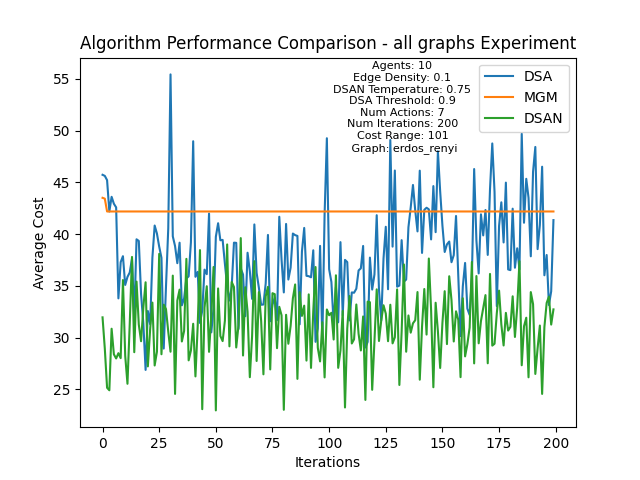 Algorithm Performance Comparison - all graphs Experiment
Agents: 10
Edge Density: 0.1
DSAN Temperature: 0.75
DSA Threshold: 0.9
Num Actions: 7
Num Iterations: 200
Cost Range: 101
Graph: erdos_renyi
DSA
MGM
DSAN
Average Cost
55
50
45
40
35
30
25
0 25 50 75 100 125 150 175 200
Iterations